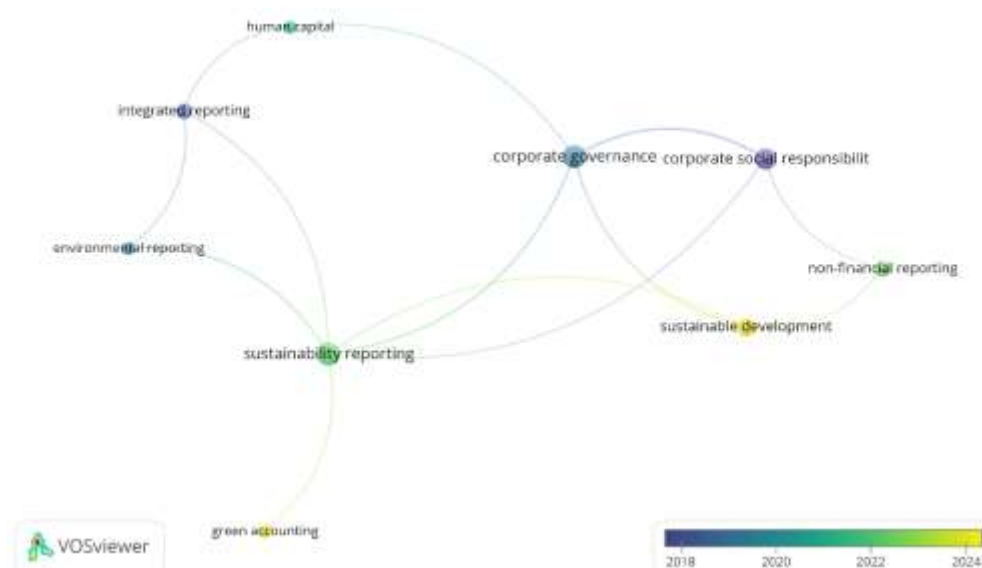 human capital
integrated reporting
corporate governance
corporate social responsibilit
environmental reporting
non-financial reporting
sustainable development
sustainability reporting
green accounting
VOSviewer
2018 2020 2022 2024